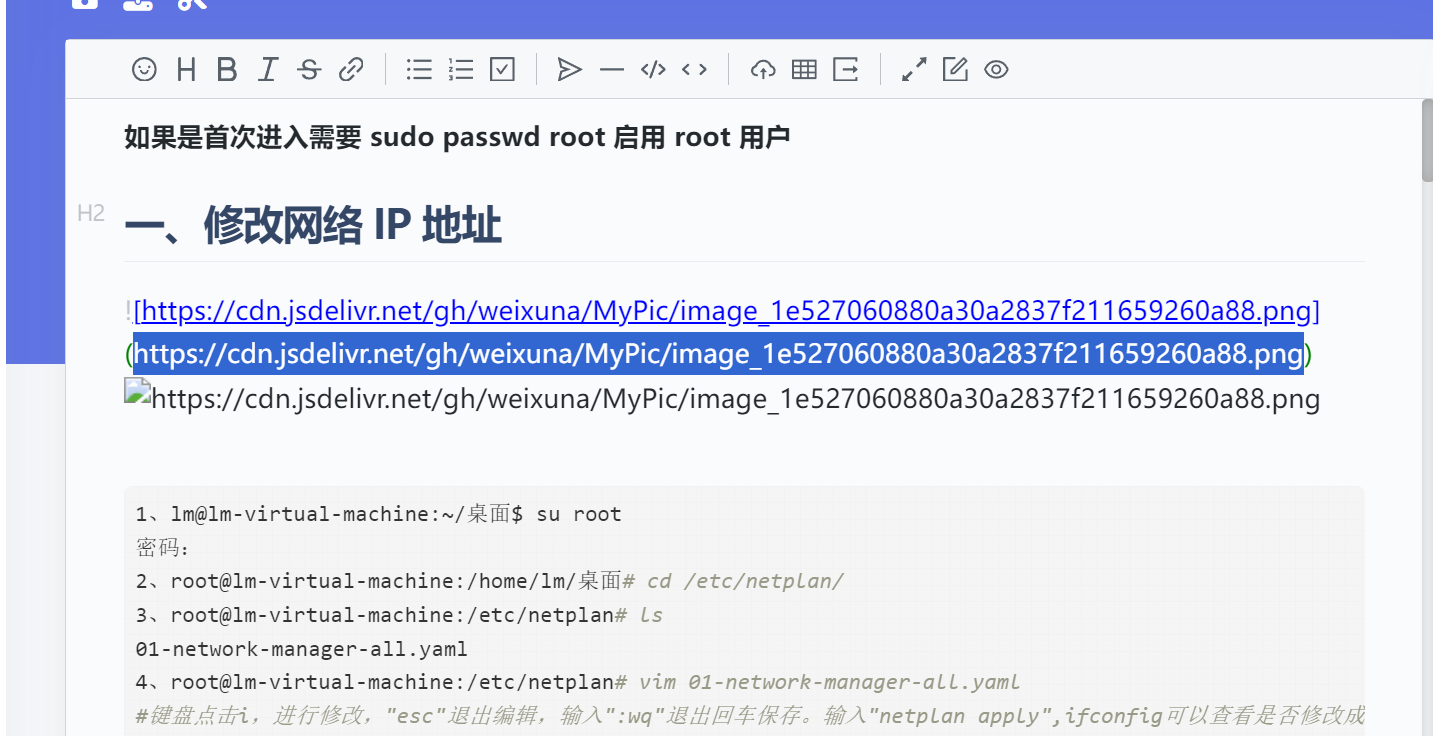 如果是首次进入需要 sudo passwd root 启用 root 用户
H2
一、修改网络 IP 地址
![https://cdn.jsdelivr.net/gh/weixuna/MyPic/image_1e527060880a30a2837f211659260a88.png]
(https://cdn.jsdelivr.net/gh/weixuna/MyPic/image_1e527060880a30a2837f211659260a88.png)
https://cdn.jsdelivr.net/gh/weixuna/MyPic/image_1e527060880a30a2837f211659260a88.png
1、lm@lm-virtual-machine:~/桌面$ su root
密码：
2、root@lm-virtual-machine:/home/lm/桌面# cd /etc/netplan/
3、root@lm-virtual-machine:/etc/netplan# ls
01-network-manager-all.yaml
4、root@lm-virtual-machine:/etc/netplan# vim 01-network-manager-all.yaml
#键盘点击i，进行修改，"esc"退出编辑，输入":wq"退出回车保存。输入"netplan apply",ifconfig可以查看是否修改成